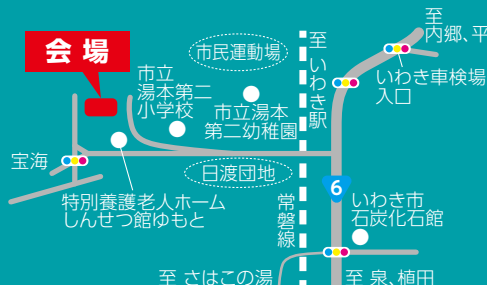 会場
市民運動場
市立
湯本第二
小学校
市立湯本
第二幼稚園
至 いわき駅
至
内郷、平
いわき車検場
入口
宝海
日渡団地
特別養護老人ホーム
しんせつ館ゆもと
常磐線
6
いわき市
石炭化石館
至 さはこの湯
至 泉、植田